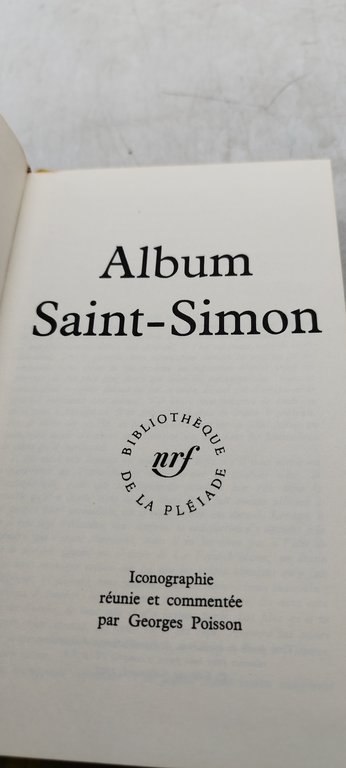 Album
Saint-Simon
BIBLIOTHÈQUE
nrf
DE LA PLÉIADE
Iconographie
réunie et commentée
par Georges Poisson